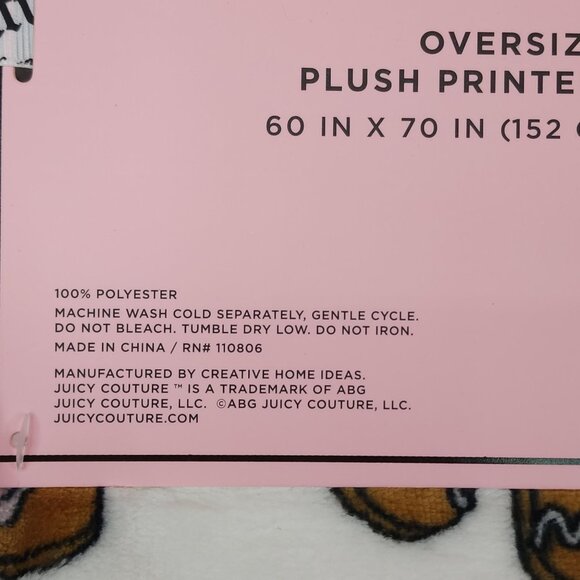 OVERSIZ
PLUSH PRINTE
60 IN X 70 IN (152
100% POLYESTER
MACHINE WASH COLD SEPARATELY, GENTLE CYCLE.
DO NOT BLEACH. TUMBLE DRY LOW. DO NOT IRON.
MADE IN CHINA / RN# 110806
MANUFACTURED BY CREATIVE HOME IDEAS.
JUICY COUTURE ™ IS A TRADEMARK OF ABG
JUICY COUTURE, LLC. ©ABG JUICY COUTURE, LLC.
JUICYCOUTURE.COM